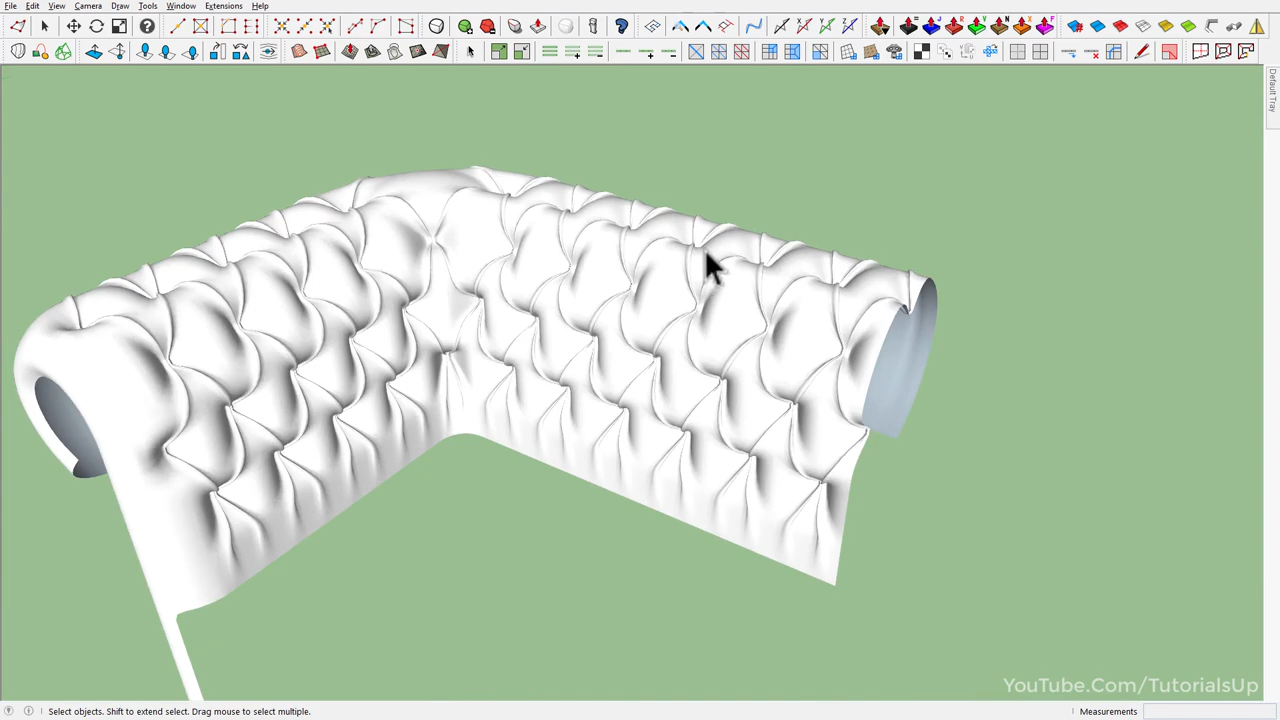 File Edit View Camera Draw Tools Window Extensions Help
Default Tray
YouTube.Com/TutorialsUp
Select objects. Shift to extend select. Drag mouse to select multiple.
Measurements